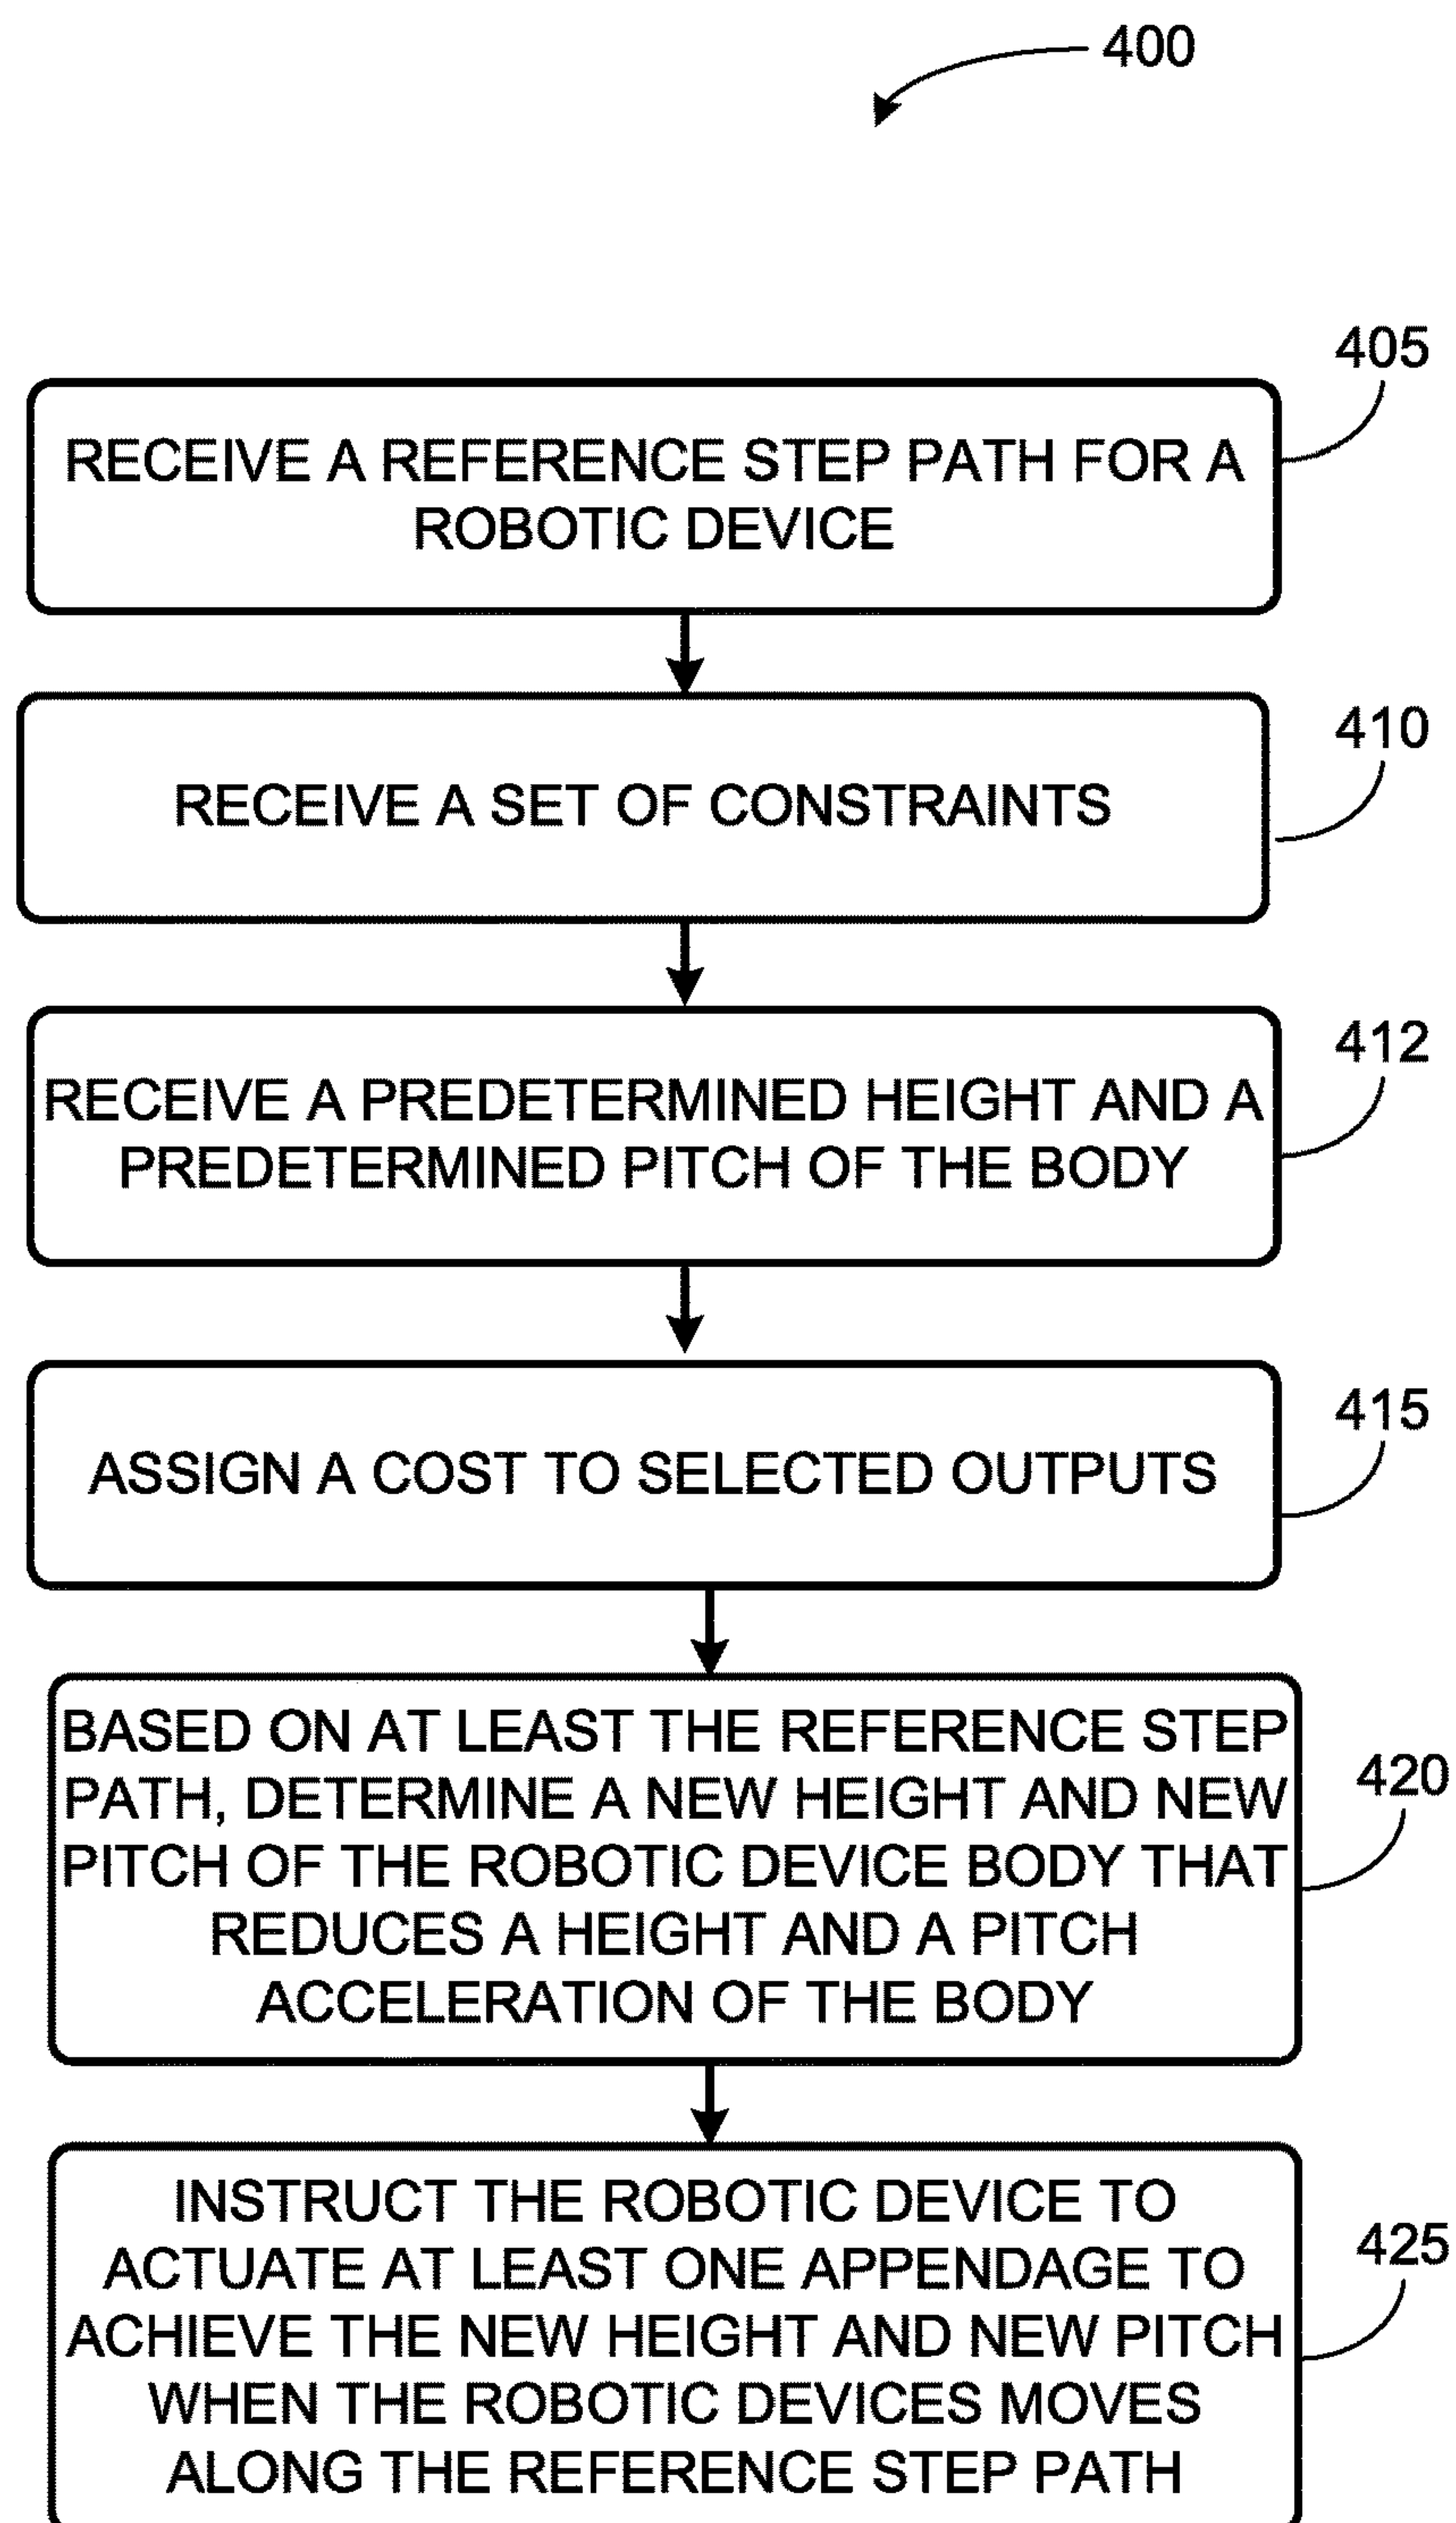 400
405
RECEIVE A REFERENCE STEP PATH FOR A
ROBOTIC DEVICE
410
RECEIVE A SET OF CONSTRAINTS
412
RECEIVE A PREDETERMINED HEIGHT AND A
PREDETERMINED PITCH OF THE BODY
415
ASSIGN A COST TO SELECTED OUTPUTS
420
BASED ON AT LEAST THE REFERENCE STEP
PATH, DETERMINE A NEW HEIGHT AND NEW
PITCH OF THE ROBOTIC DEVICE BODY THAT
REDUCES A HEIGHT AND A PITCH
ACCELERATION OF THE BODY
425
INSTRUCT THE ROBOTIC DEVICE TO
ACTUATE AT LEAST ONE APPENDAGE TO
ACHIEVE THE NEW HEIGHT AND NEW PITCH
WHEN THE ROBOTIC DEVICES MOVES
ALONG THE REFERENCE STEP PATH